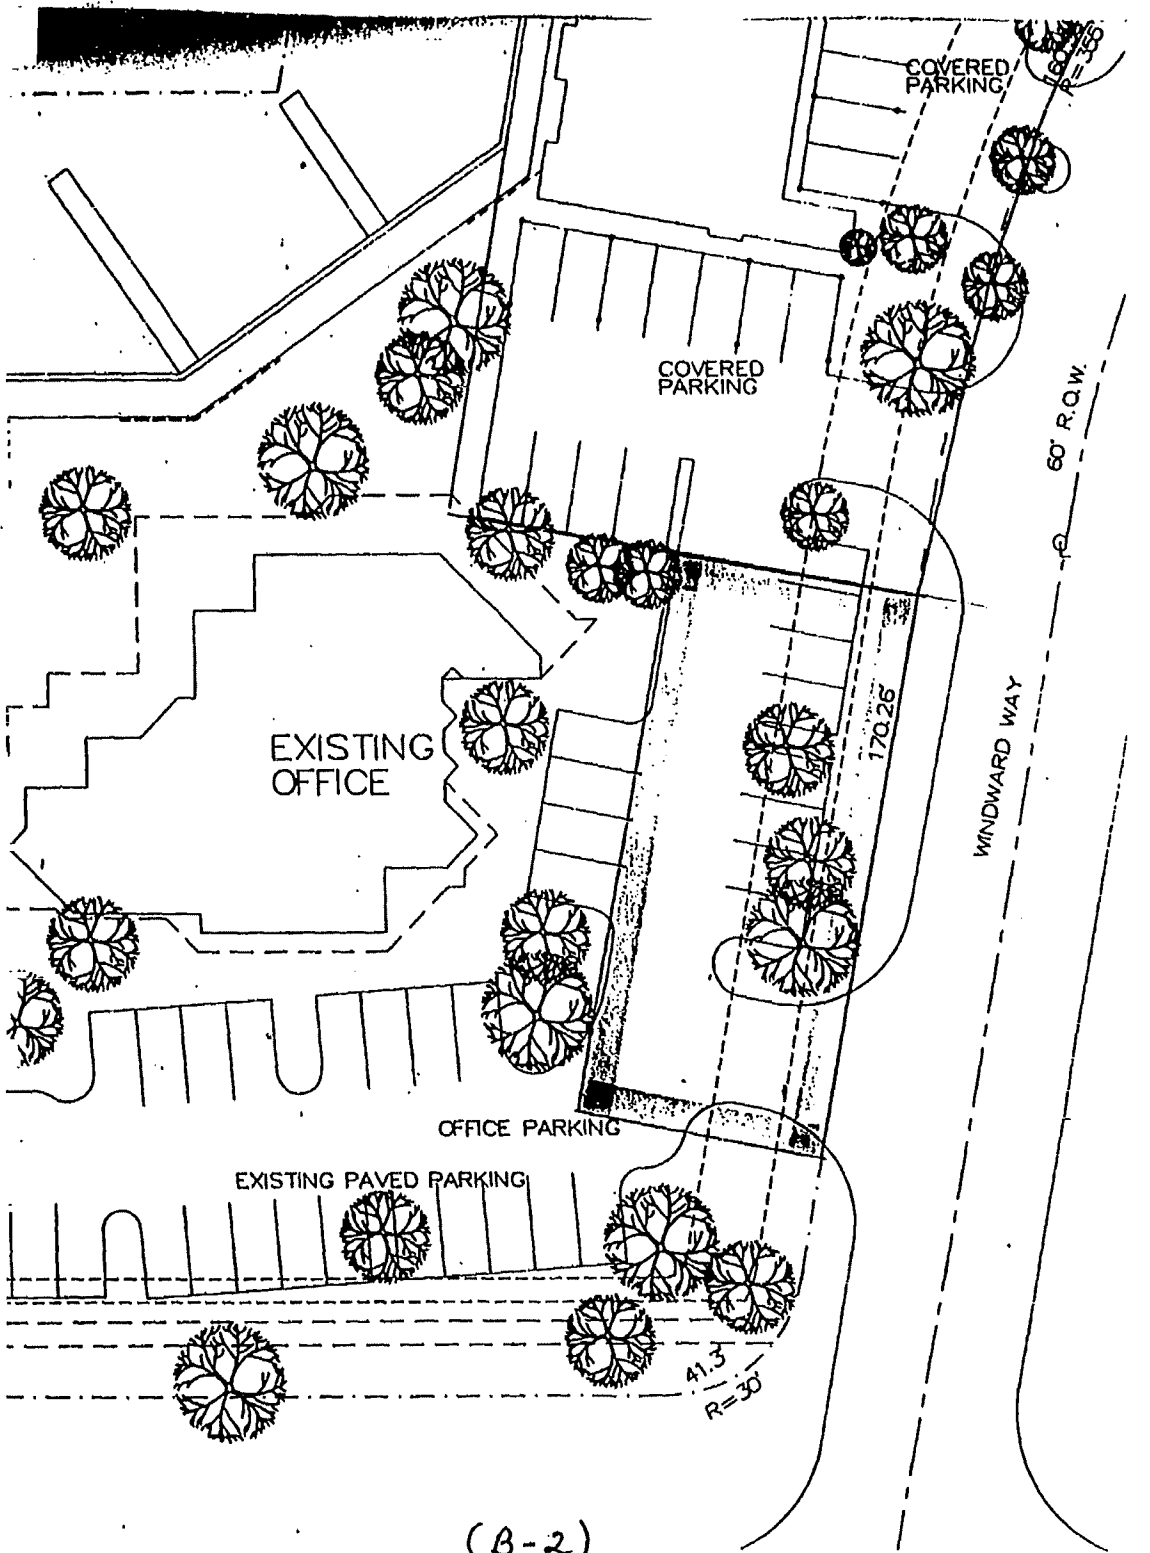 COVERED
PARKING
R=366'
COVERED
PARKING
60' R.O.W.
170.26'
WINDWARD WAY
EXISTING
OFFICE
OFFICE PARKING
EXISTING PAVED PARKING
41.3'
R=30'
(B-2)